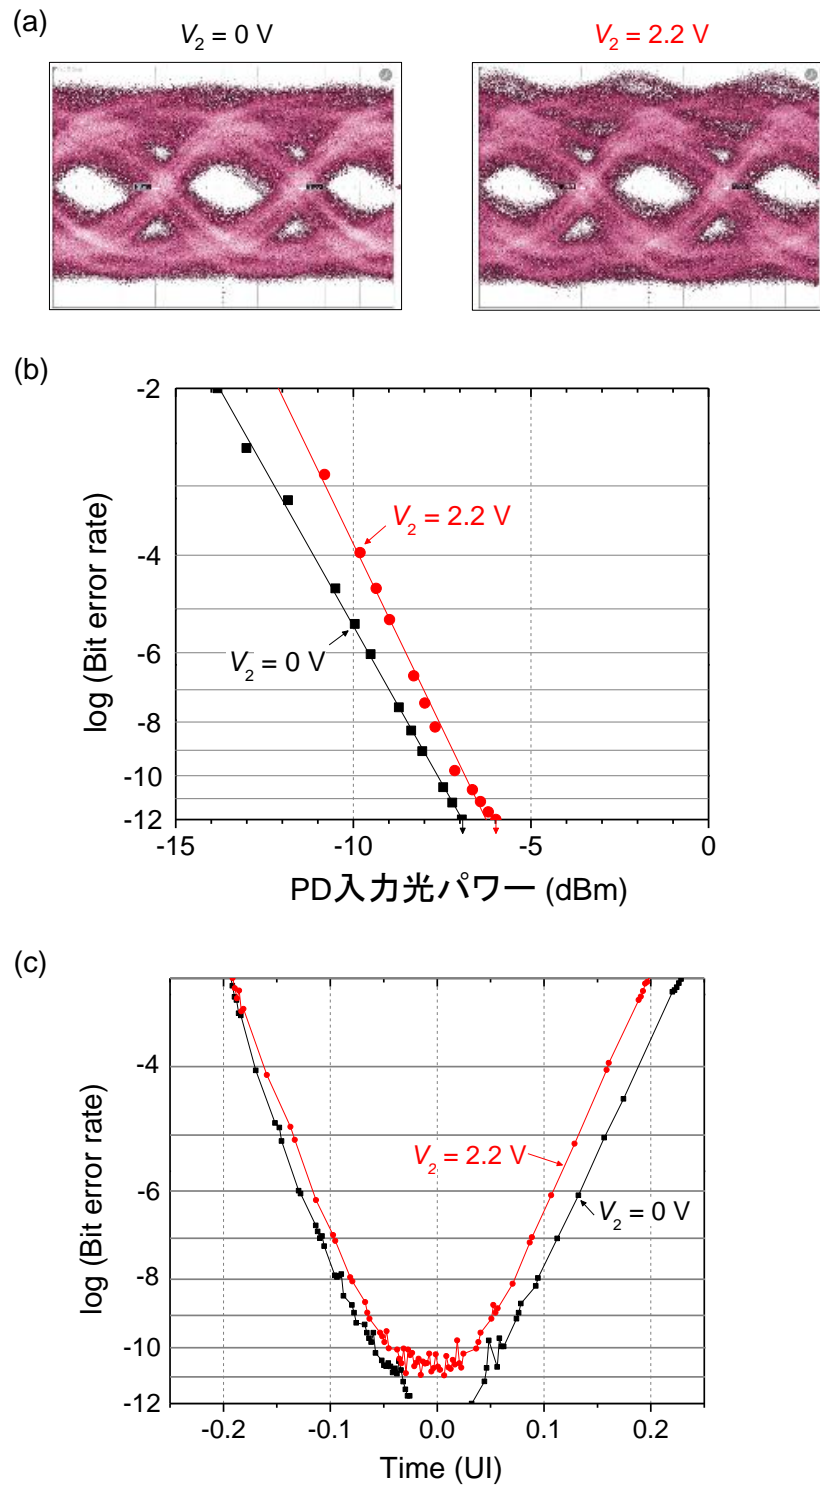 (a)
V2 = 0 V
V2 = 2.2 V
(b)
-2
-4
-6
-8
-10
-12
log (Bit error rate)
V2 = 2.2 V
V2 = 0 V
-15
-10
-5
0
PD入力光パワー (dBm)
(c)
-4
-6
-8
-10
-12
log (Bit error rate)
V2 = 2.2 V
V2 = 0 V
-0.2
-0.1
0.0
0.1
0.2
Time (UI)